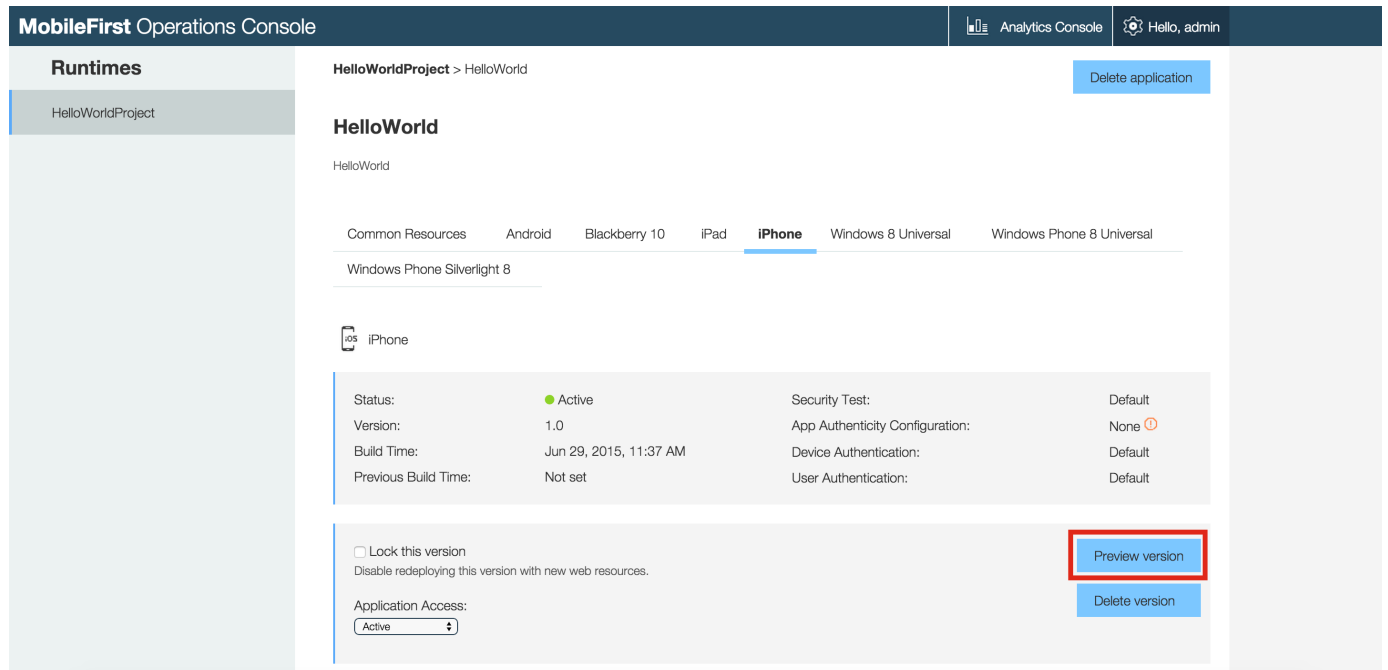 MobileFirst Operations Console
Analytics Console
Hello, admin
Runtimes
HelloWorldProject
HelloWorldProject > HelloWorld
Delete application
HelloWorld
HelloWorld
Common Resources Android Blackberry 10 iPad iPhone Windows 8 Universal Windows Phone 8 Universal
Windows Phone Silverlight 8
iOS iPhone
Status: Active
Version: 1.0
Build Time: Jun 29, 2015, 11:37 AM
Previous Build Time: Not set
Security Test: Default
App Authenticity Configuration: None
Device Authentication: Default
User Authentication: Default
Lock this version
Disable redeploying this version with new web resources.
Application Access:
Active
Preview version
Delete version